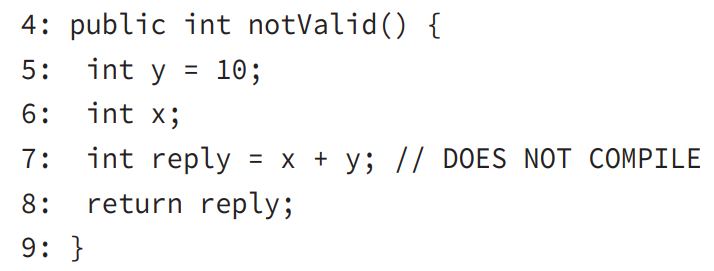 4: public int notValid() {
5:  int y = 10;
6:  int x;
7:  int reply = x + y; // DOES NOT COMPILE
8:  return reply;
9: }